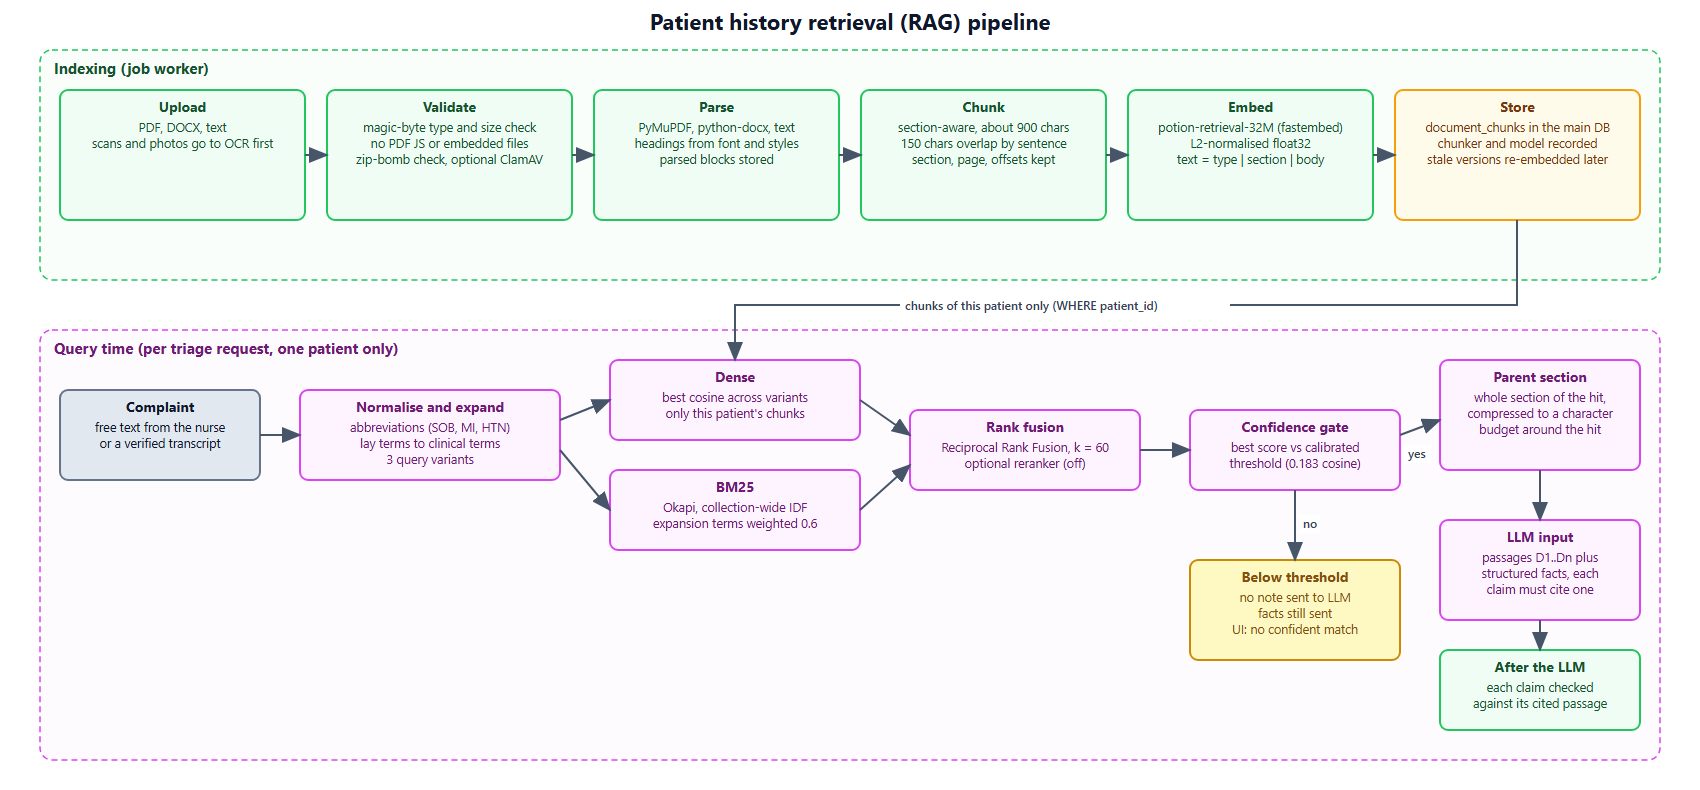 Patient history retrieval (RAG) pipeline
Indexing (job worker)
Upload
PDF, DOCX, text
scans and photos go to OCR first
Validate
magic-byte type and size check
no PDF JS or embedded files
zip-bomb check, optional ClamAV
Parse
PyMuPDF, python-docx, text
headings from font and styles
parsed blocks stored
Chunk
section-aware, about 900 chars
150 chars overlap by sentence
section, page, offsets kept
Embed
potion-retrieval-32M (fastembed)
L2-normalised float32
text = type | section | body
Store
document_chunks in the main DB
chunker and model recorded
stale versions re-embedded later
chunks of this patient only (WHERE patient_id)
Query time (per triage request, one patient only)
Complaint
free text from the nurse
or a verified transcript
Normalise and expand
abbreviations (SOB, MI, HTN)
lay terms to clinical terms
3 query variants
Dense
best cosine across variants
only this patient's chunks
BM25
Okapi, collection-wide IDF
expansion terms weighted 0.6
Rank fusion
Reciprocal Rank Fusion, k = 60
optional reranker (off)
Confidence gate
best score vs calibrated
threshold (0.183 cosine)
yes
no
Below threshold
no note sent to LLM
facts still sent
UI: no confident match
Parent section
whole section of the hit,
compressed to a character
budget around the hit
LLM input
passages D1..Dn plus
structured facts, each
claim must cite one
After the LLM
each claim checked
against its cited passage